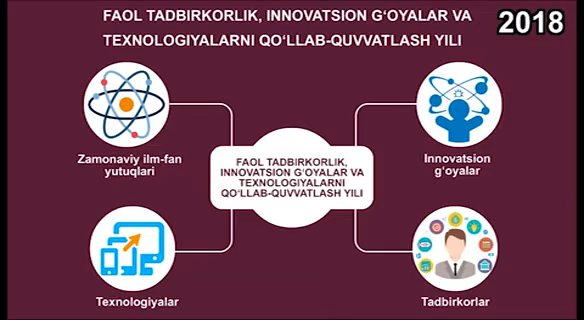 FAOL TADBIRKORLIK, INNOVATSION G‘OYALAR VA
TEXNOLOGIYALARNI QO‘LLAB-QUVVATLASH YILI
2018
Zamonaviy ilm-fan
yutuqlari
Innovatsion
g‘oyalar
FAOL TADBIRKORLIK,
INNOVATSION G‘OYALAR VA
TEXNOLOGIYALARNI
QO‘LLAB-QUVVATLASH YILI
Texnologiyalar
Tadbirkorlar